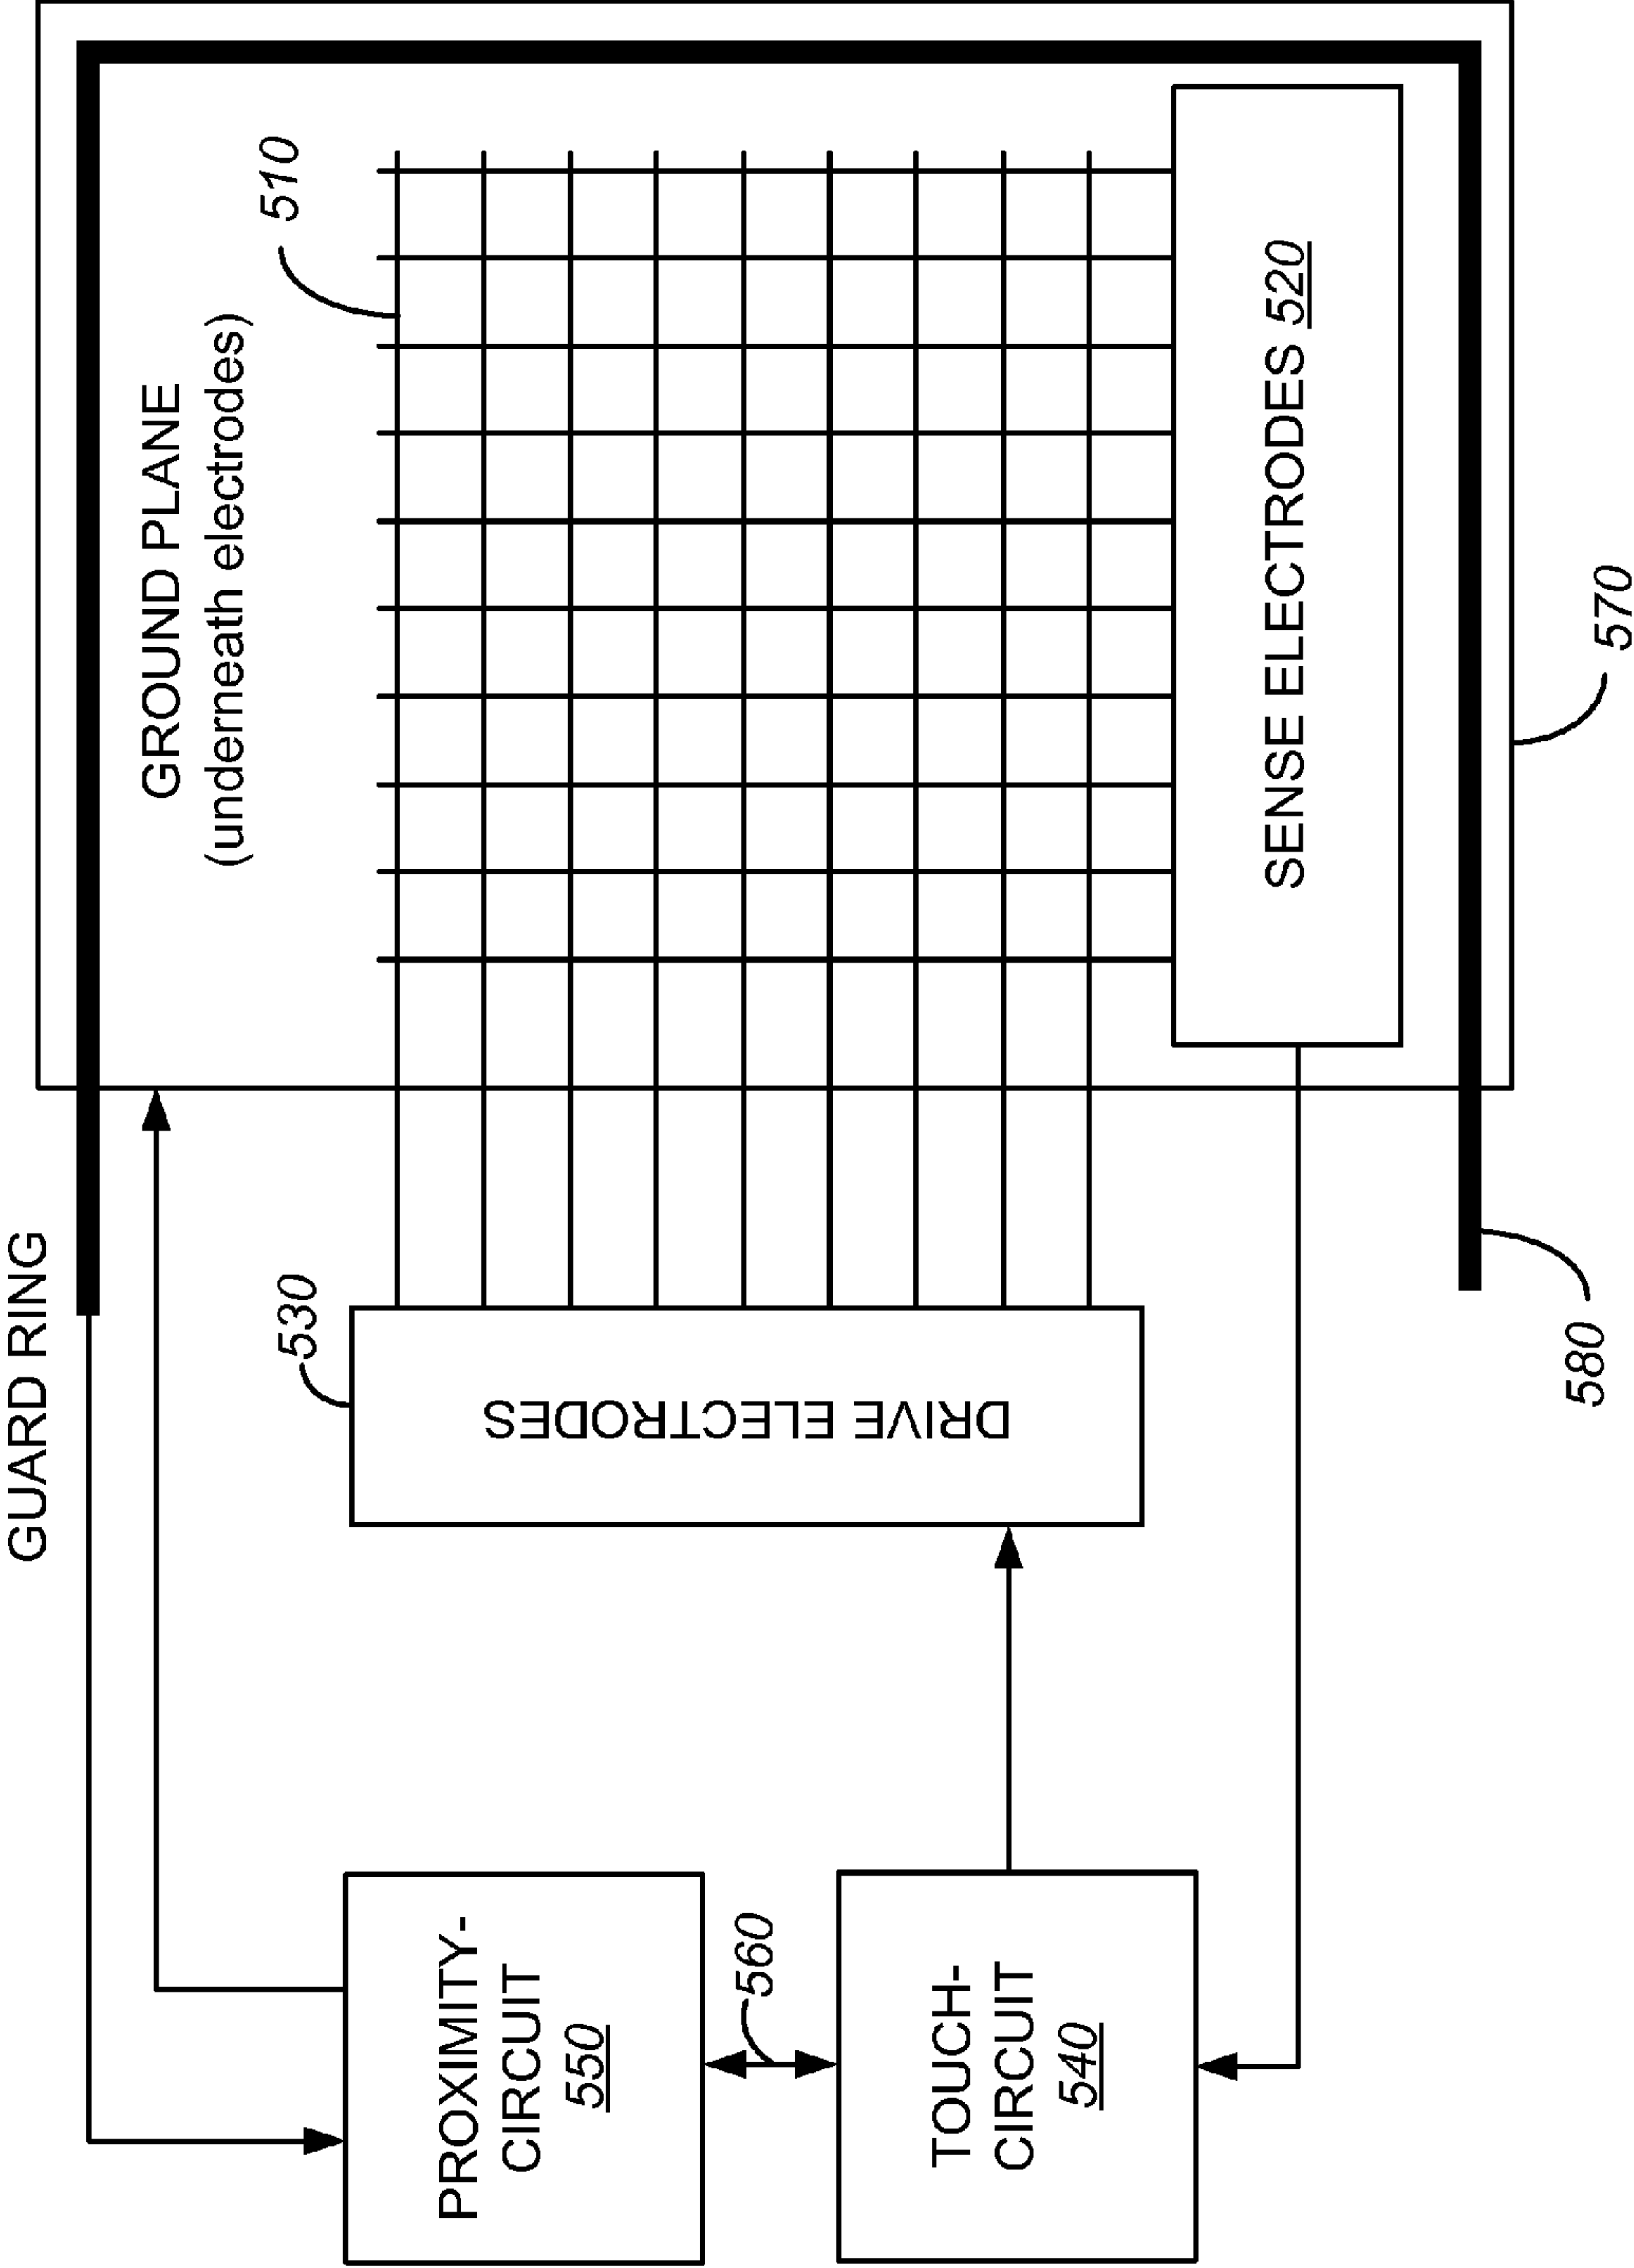 GUARD RING
GROUND PLANE
(underneath electrodes)
510
530
DRIVE ELECTRODES
SENSE ELECTRODES 520
PROXIMITY-
CIRCUIT
550
560
TOUCH-
CIRCUIT
540
570
580